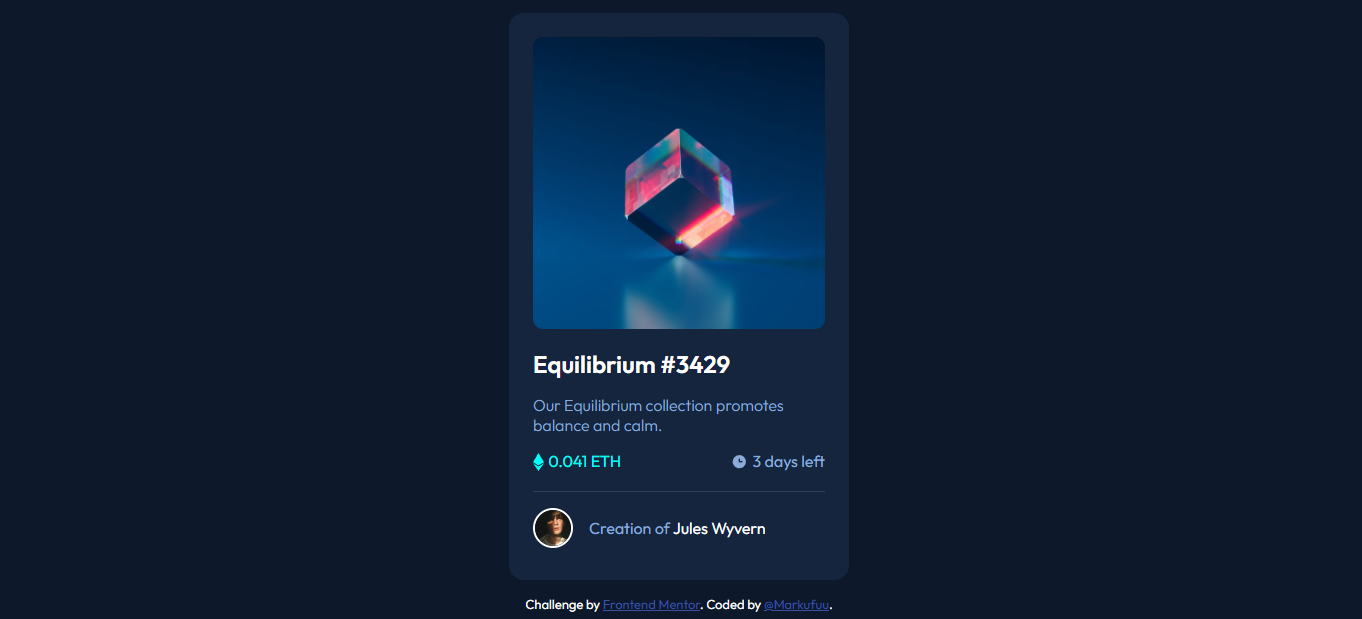 Equilibrium #3429
Our Equilibrium collection promotes
balance and calm.
0.041 ETH
3 days left
Creation of Jules Wyvern
Challenge by Frontend Mentor. Coded by @Markufuu.